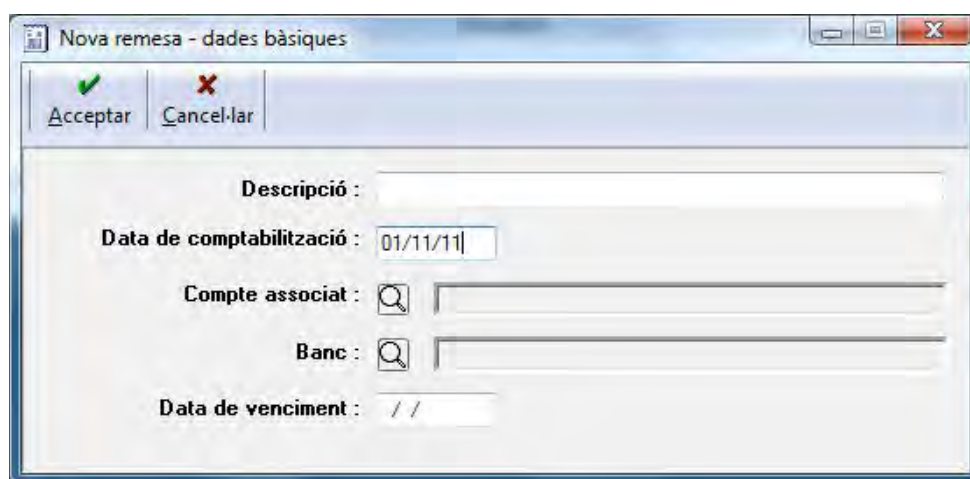 Nova remesa - dades bàsiques
Acceptar Cancel·lar
Descripció :
Data de comptabilització : 01/11/11
Compte associat :
Banc :
Data de venciment : / /